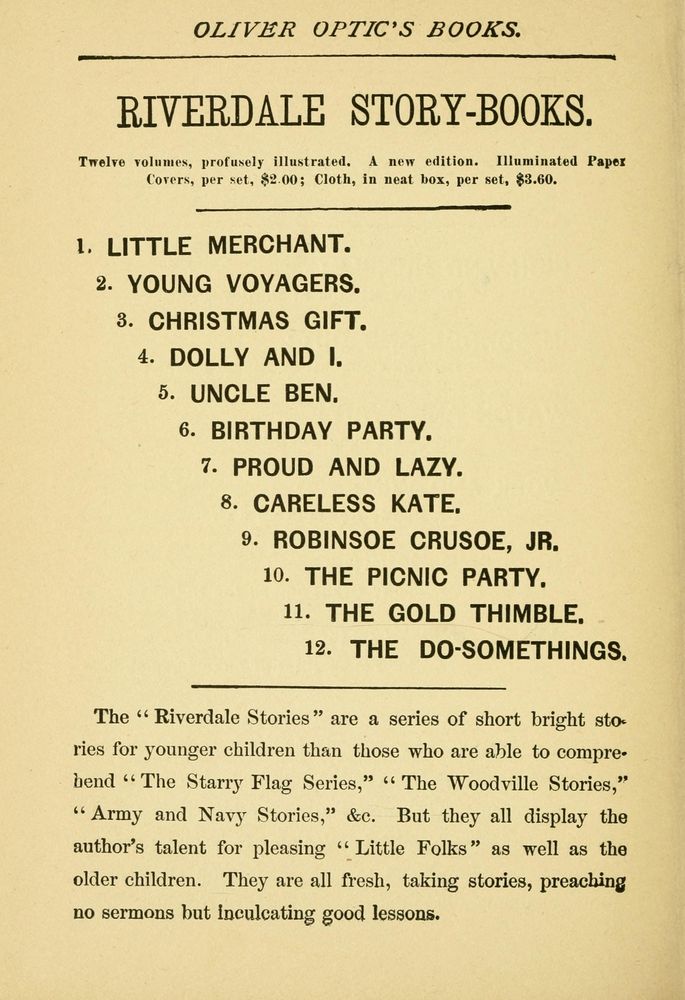 OLIVER OPTIC'S BOOKS.
RIVERDALE STORY-BOOKS.
Twelve volumes, profusely illustrated. A new edition. Illuminated Paper
Covers, per set, $2.00; Cloth, in neat box, per set, $3.60.
1. LITTLE MERCHANT.
2. YOUNG VOYAGERS.
3. CHRISTMAS GIFT.
4. DOLLY AND I.
5. UNCLE BEN.
6. BIRTHDAY PARTY.
7. PROUD AND LAZY.
8. CARELESS KATE.
9. ROBINSOE CRUSOE, JR.
10. THE PICNIC PARTY.
11. THE GOLD THIMBLE.
12. THE DO-SOMETHINGS.
The "Riverdale Stories" are a series of short bright sto-
ries for younger children than those who are able to compre-
hend "The Starry Flag Series," "The Woodville Stories,"
"Army and Navy Stories," &c. But they all display the
author's talent for pleasing "Little Folks" as well as the
older children. They are all fresh, taking stories, preaching
no sermons but inculcating good lessons.